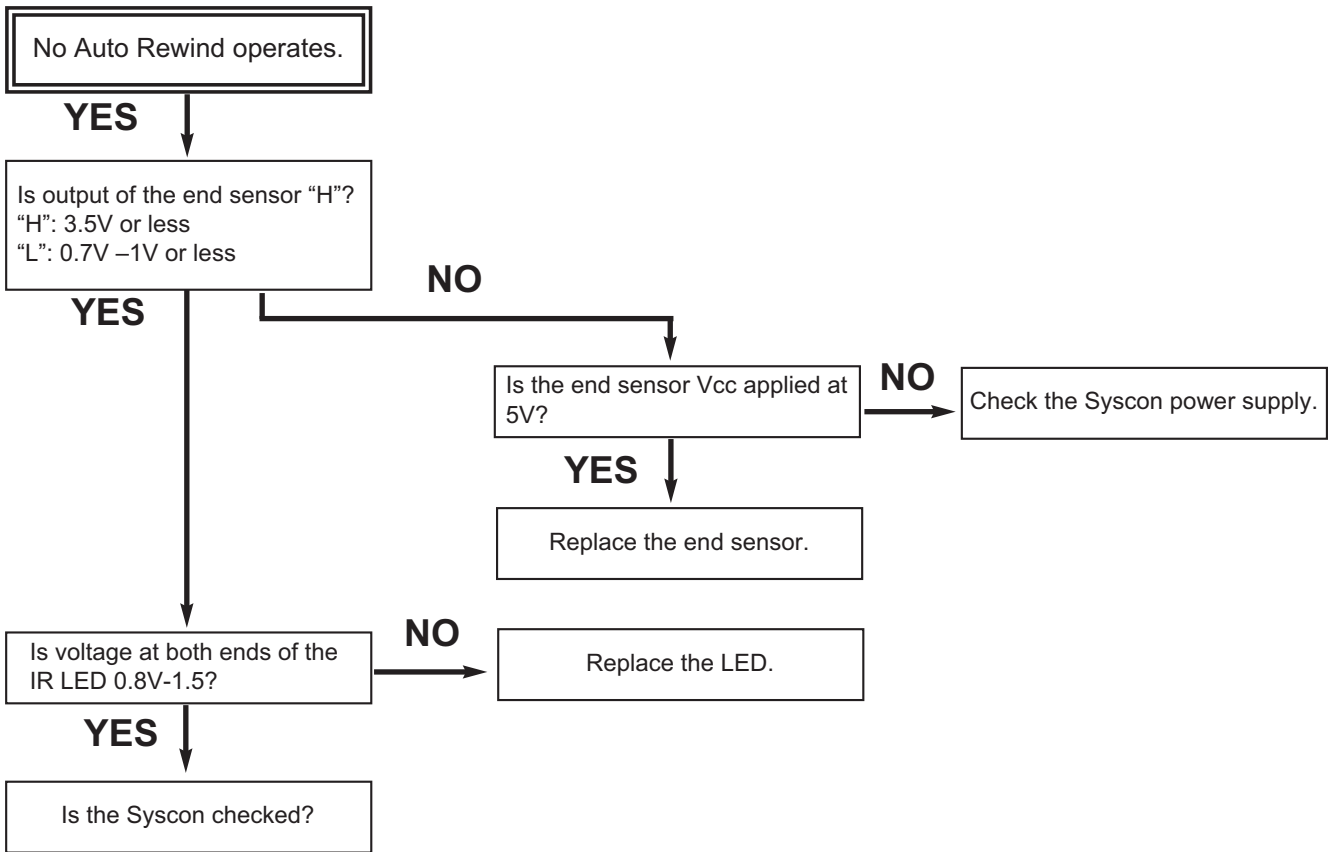 No Auto Rewind operates.
YES
Is output of the end sensor “H”?
“H”: 3.5V or less
“L”: 0.7V –1V or less
YES
NO
Is the end sensor Vcc applied at
5V?
NO
Check the Syscon power supply.
YES
Replace the end sensor.
Is voltage at both ends of the
IR LED 0.8V-1.5?
NO
Replace the LED.
YES
Is the Syscon checked?